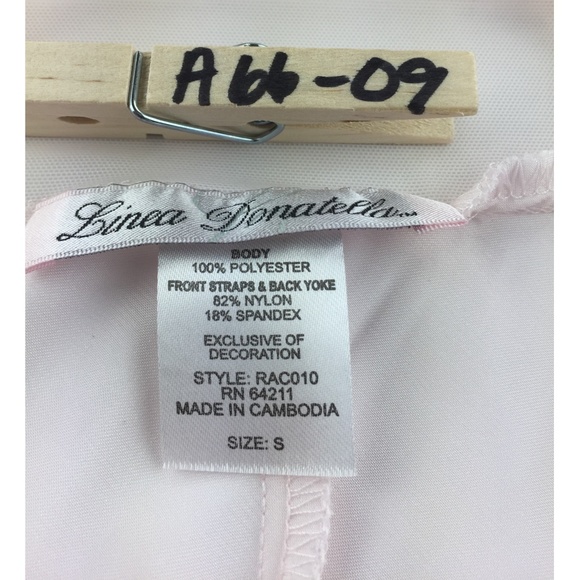 A66-09
Linea Donatella
BODY
100% POLYESTER
FRONT STRAPS & BACK YOKE
82% NYLON
18% SPANDEX
EXCLUSIVE OF
DECORATION
STYLE: RAC010
RN 64211
MADE IN CAMBODIA
SIZE: S